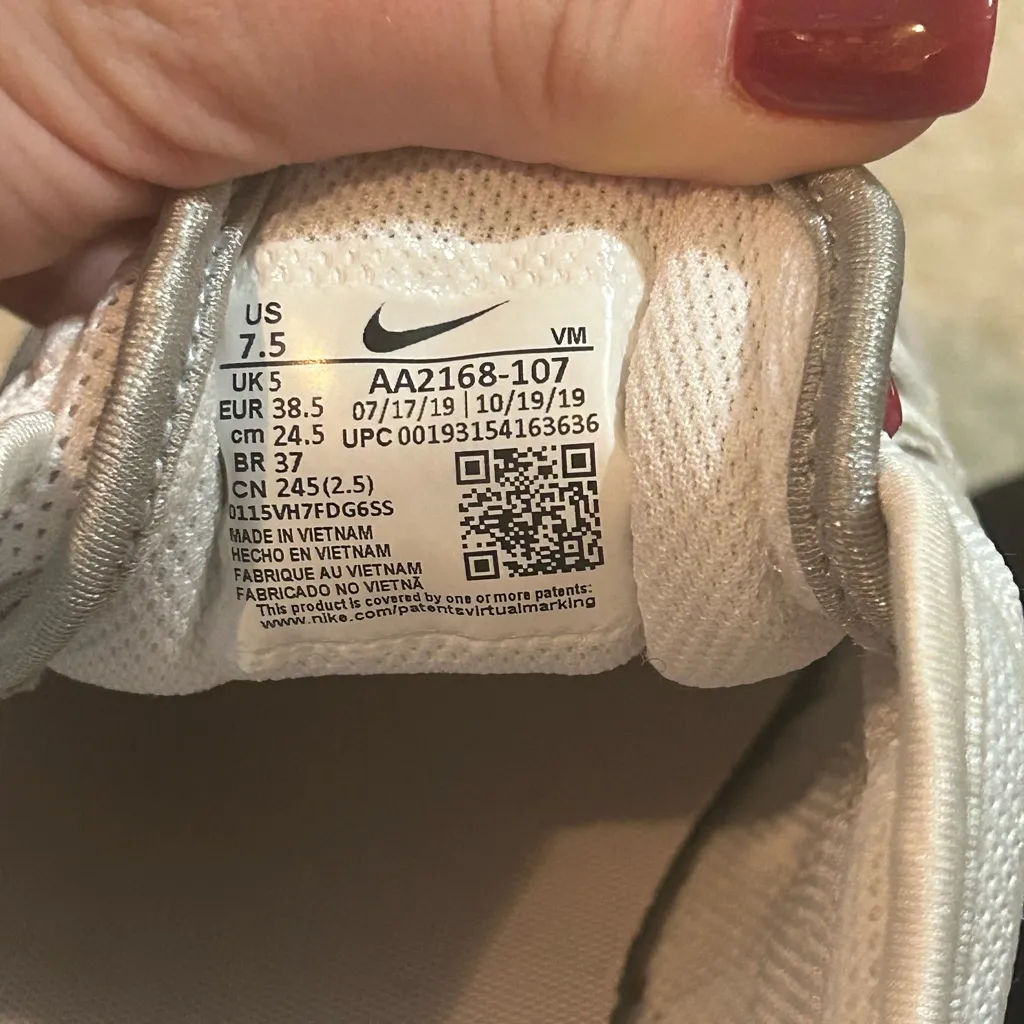 US
7.5
VM
UK 5
AA2168-107
EUR 38.5
07/17/19 | 10/19/19
cm 24.5
UPC 00193154163636
BR 37
CN 245(2.5)
0115VH7FDG6SS
MADE IN VIETNAM
HECHO EN VIETNAM
FABRIQUE AU VIETNAM
FABRICADO NO VIETNÃ
This product is covered by one or more patents:
www.nike.com/patentsvirtualmarking